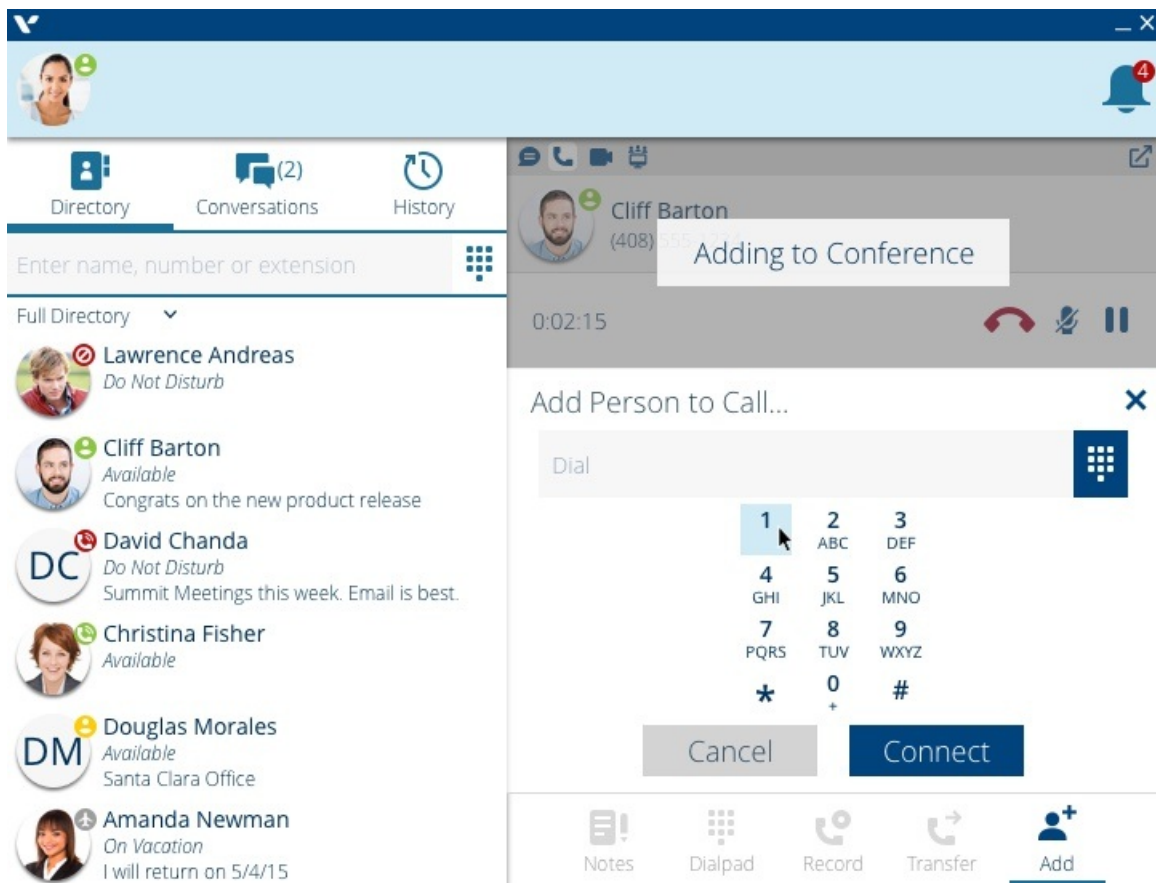 4
Directory
(2)
Conversations
History
Enter name, number or extension
Full Directory
Lawrence Andreas
Do Not Disturb
Cliff Barton
Available
Congrats on the new product release
DC
David Chanda
Do Not Disturb
Summit Meetings this week. Email is best.
Christina Fisher
Available
DM
Douglas Morales
Available
Santa Clara Office
Amanda Newman
On Vacation
I will return on 5/4/15
Cliff Barton
(408)
Adding to Conference
0:02:15
Add Person to Call...
Dial
1 2 3
ABC DEF
4 5 6
GHI JKL MNO
7 8 9
PQRS TUV WXYZ
* 0 #
+
Cancel Connect
Notes Dialpad Record Transfer Add